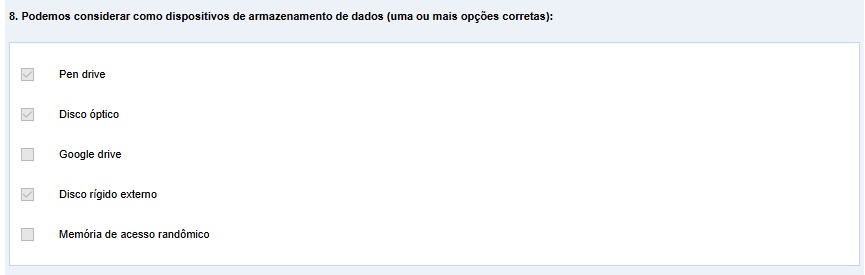 8. Podemos considerar como dispositivos de armazenamento de dados (uma ou mais opções corretas):
Pen drive
Disco óptico
Google drive
Disco rígido externo
Memória de acesso randômico